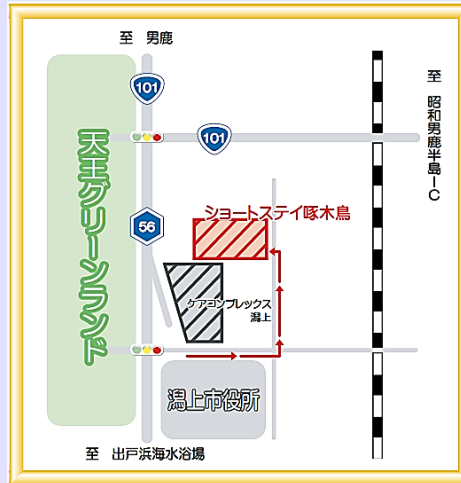 至 男鹿
101
101
至 昭和男鹿半島IC
天王グリーンランド
ショートステイ啄木鳥
56
ケアコンプレックス
潟上
潟上市役所
至 出戸浜海水浴場